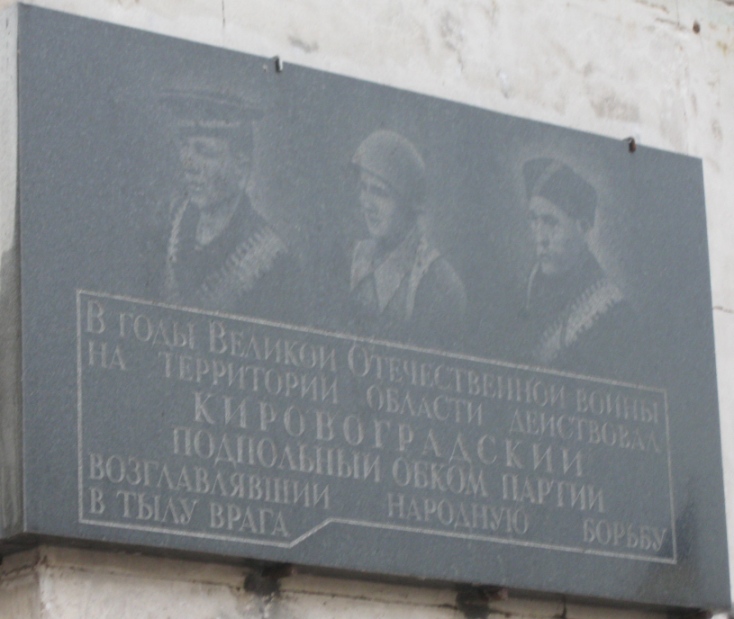 В ГОДЫ ВЕЛИКОЙ ОТЕЧЕСТВЕННОЙ ВОЙНЫ
НА ТЕРРИТОРИИ ОБЛАСТИ ДЕЙСТВОВАЛ
КИРОВОГРАДСКИЙ
ПОДПОЛЬНЫЙ ОБКОМ ПАРТИИ
ВОЗГЛАВЛЯВШИЙ НАРОДНУЮ БОРЬБУ
В ТЫЛУ ВРАГА